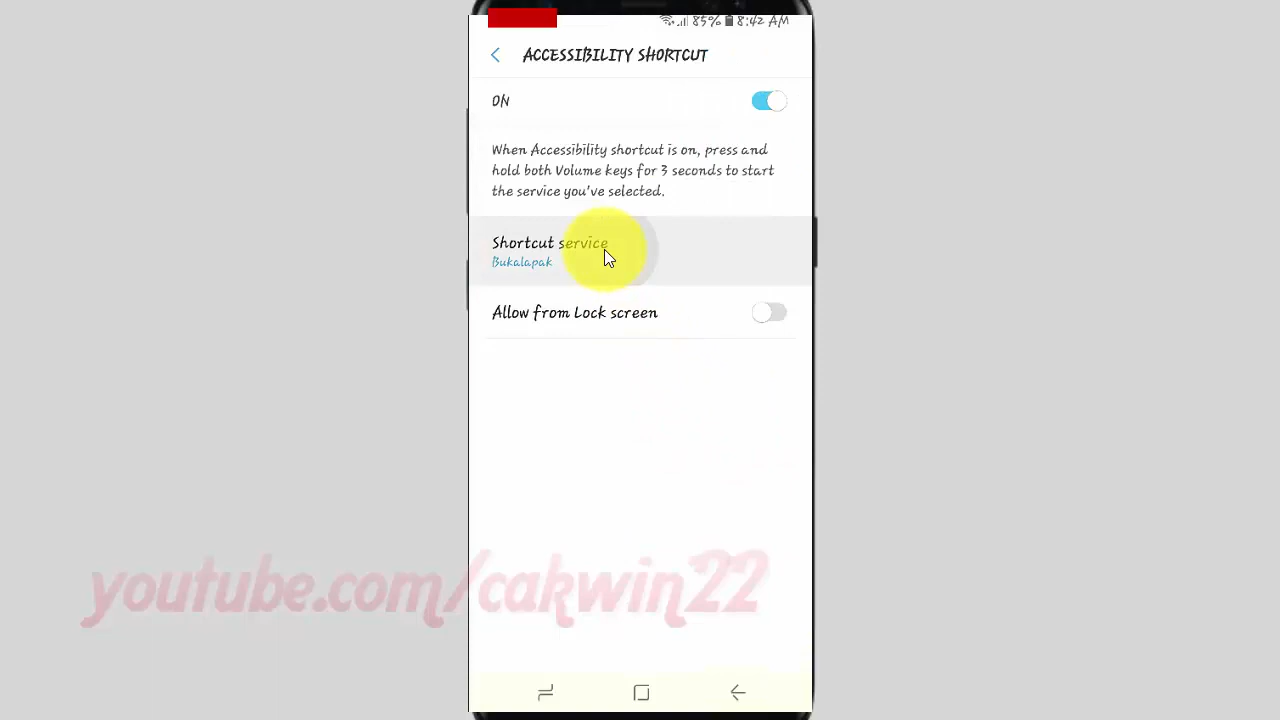 85% 8:42 AM
ACCESSIBILITY SHORTCUT
ON
When Accessibility shortcut is on, press and
hold both Volume keys for 3 seconds to start
the service you've selected.
Shortcut service
Bukalapak
Allow from Lock screen
youtube.com/cakwin22